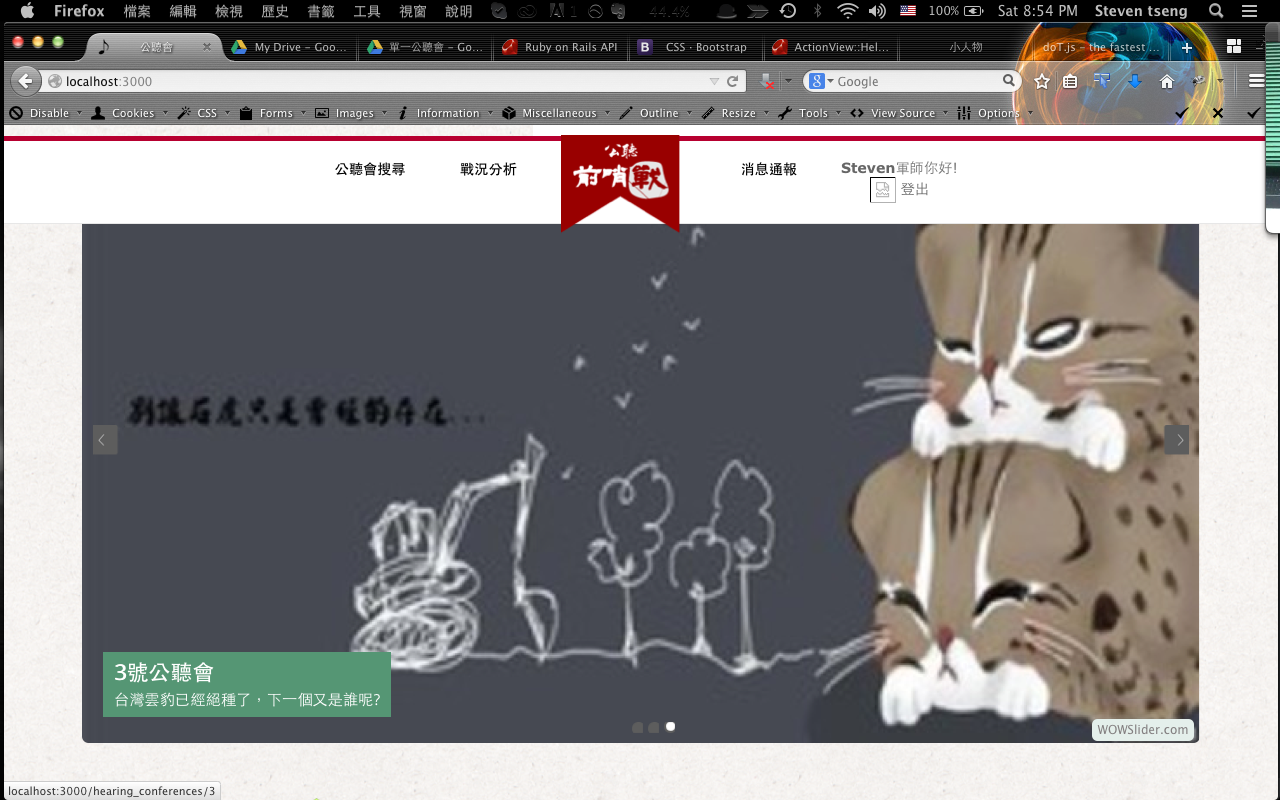 Firefox 檔案 編輯 檢視 歷史 書籤 工具 視窗 說明 1 44.4% 100% Sat 8:54 PM Steven tseng
公聽會 My Drive – Goo... 單一公聽會 – Go... Ruby on Rails API CSS · Bootstrap ActionView::Hel... 小人物 doT.js – the fastest ...
localhost:3000 Google
Disable Cookies CSS Forms Images Information Miscellaneous Outline Resize Tools View Source Options
公聽會搜尋 戰況分析 公聽 前哨戰 消息通報 Steven軍師你好!
登出
別讓石虎只是曾經的存在...
3號公聽會
台灣雲豹已經絕種了，下一個又是誰呢?
WOWSlider.com
localhost:3000/hearing_conferences/3